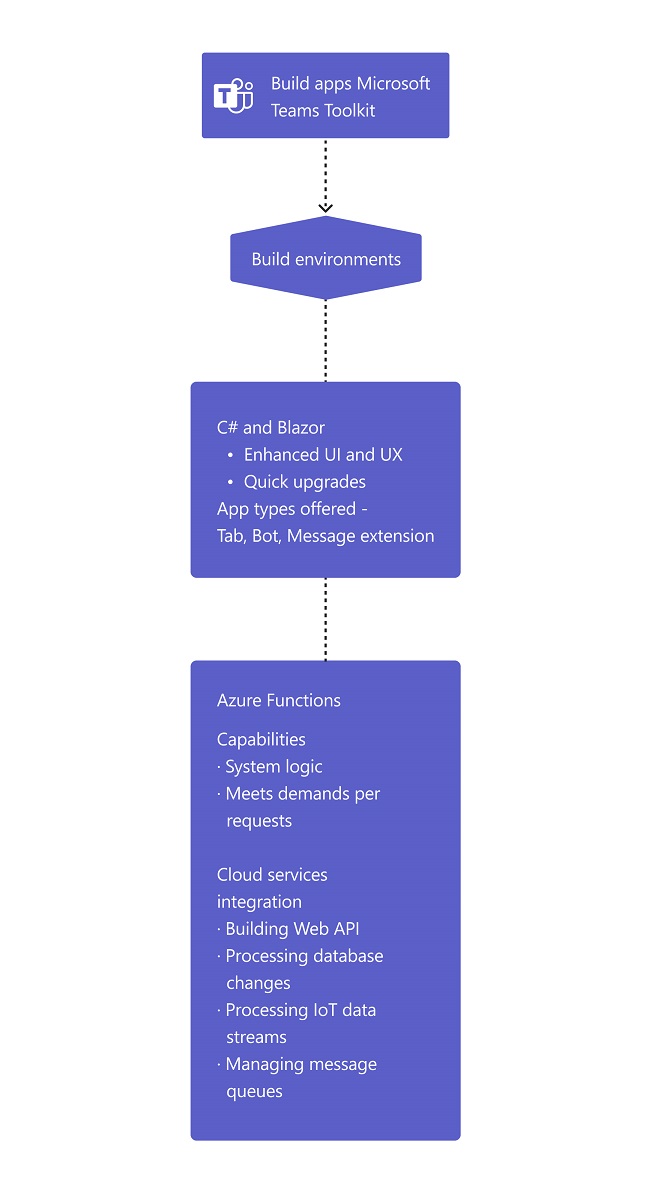 Build apps Microsoft
Teams Toolkit
Build environments
C# and Blazor
• Enhanced UI and UX
• Quick upgrades
App types offered -
Tab, Bot, Message extension
Azure Functions
Capabilities
· System logic
· Meets demands per
requests
Cloud services
integration
· Building Web API
· Processing database
changes
· Processing IoT data
streams
· Managing message
queues